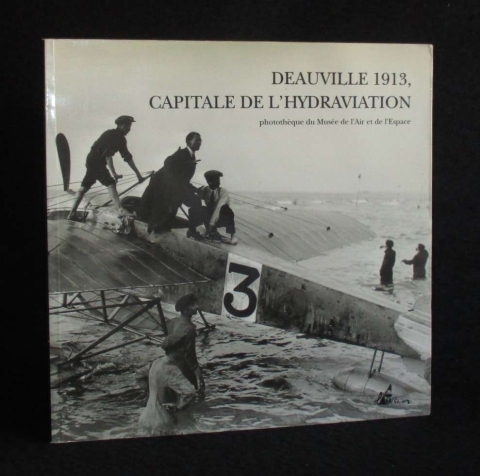 DEAUVILLE 1913,
CAPITALE DE L'HYDRAVIATION
photothèque du Musée de l'Air et de l'Espace
3